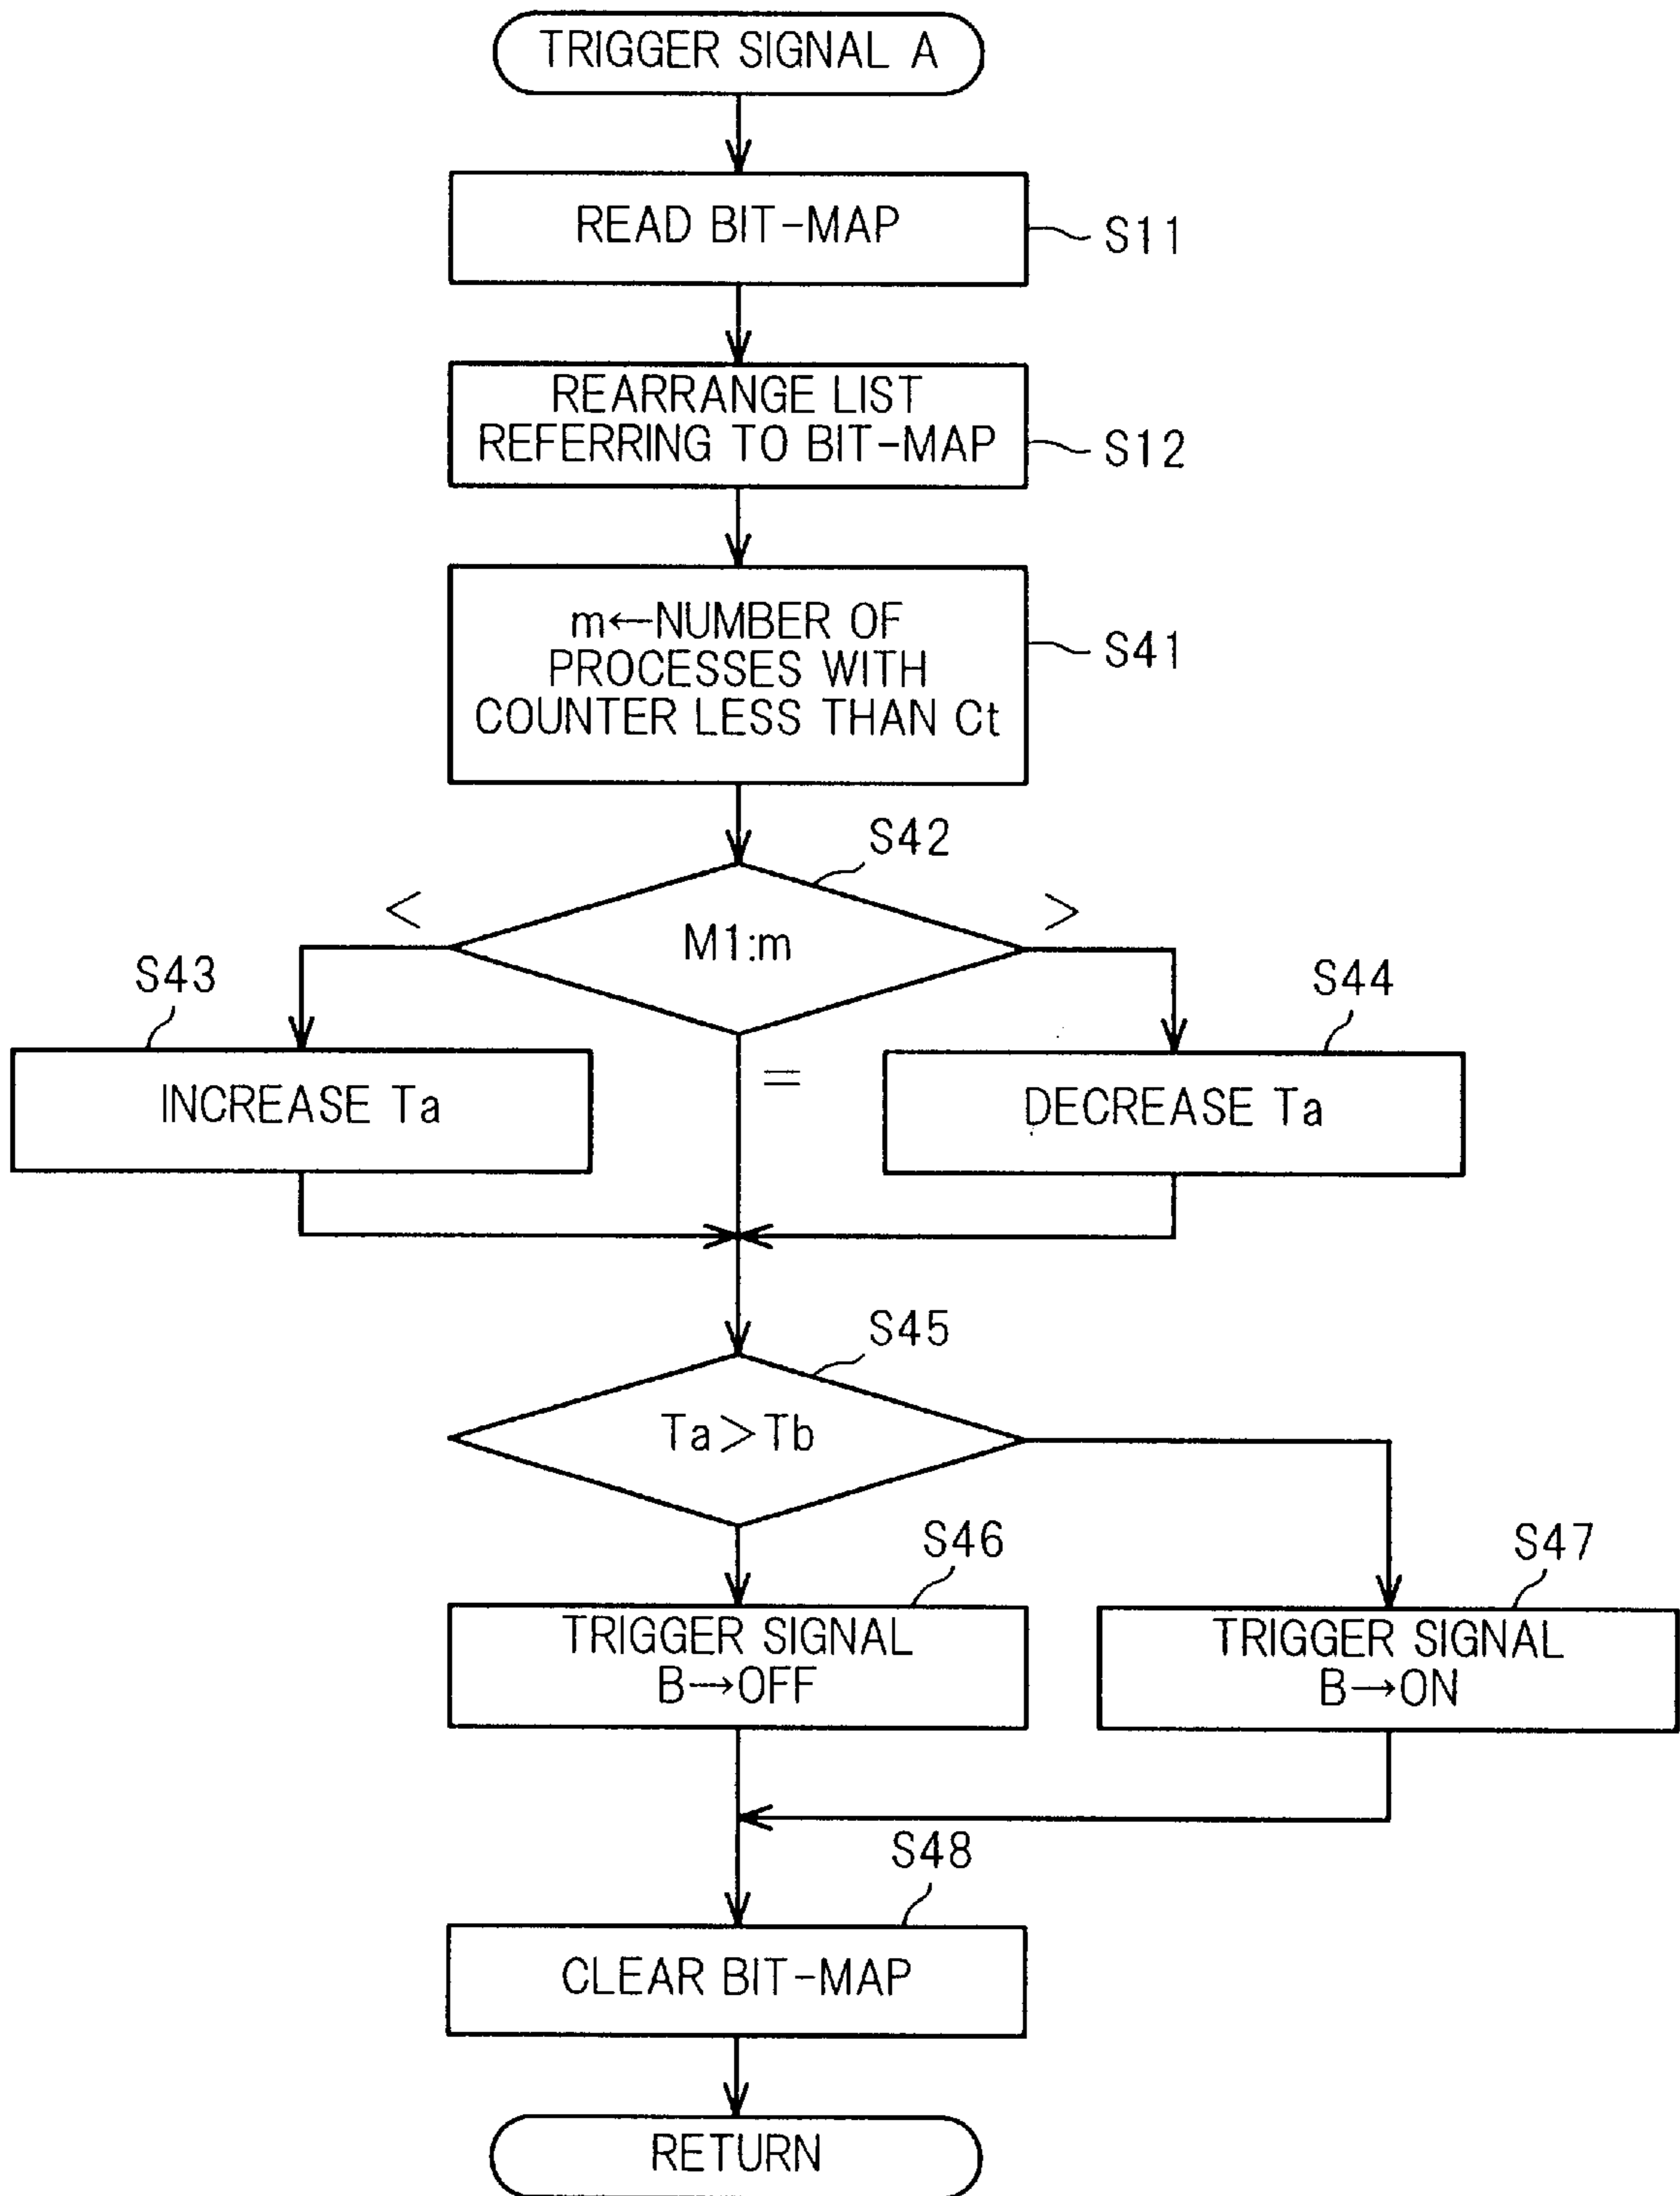 TRIGGER SIGNAL A
READ BIT-MAP
S11
REARRANGE LIST
REFERRING TO BIT-MAP
S12
m←NUMBER OF
PROCESSES WITH
COUNTER LESS THAN Ct
S41
S42
<
M1:m
>
S43
S44
INCREASE Ta
=
DECREASE Ta
S45
Ta>Tb
S46
S47
TRIGGER SIGNAL
B→OFF
TRIGGER SIGNAL
B→ON
S48
CLEAR BIT-MAP
RETURN